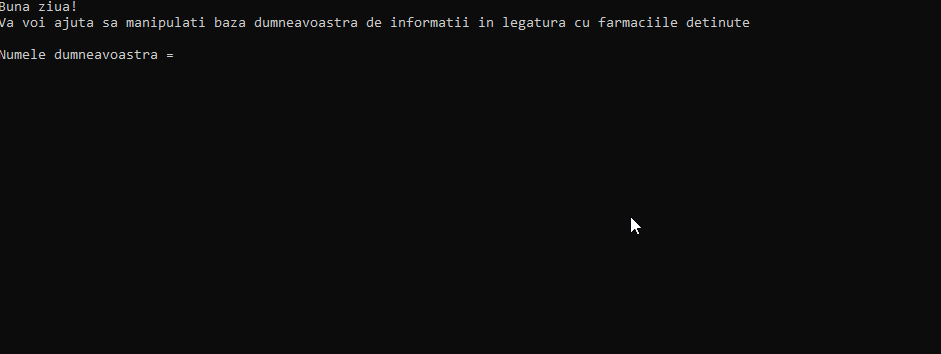 Buna ziua!
Va voi ajuta sa manipulati baza dumneavoastra de informatii in legatura cu farmaciile detinute
Numele dumneavoastra =